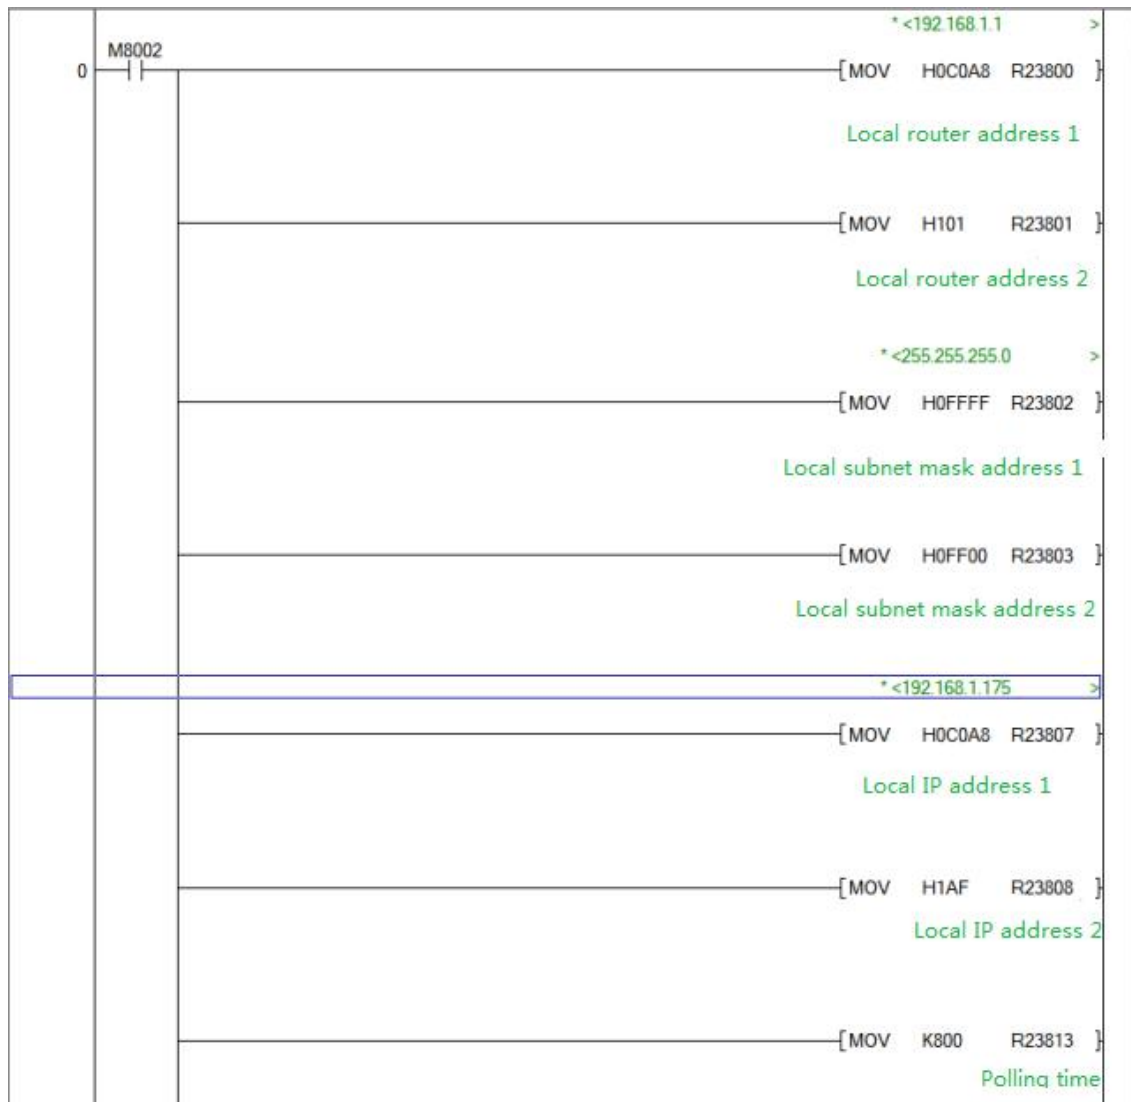 * <192.168.1.1 >
M8002
0 [MOV H0C0A8 R23800 ]
Local router address 1
[MOV H101 R23801 ]
Local router address 2
* <255.255.255.0 >
[MOV H0FFFF R23802 ]
Local subnet mask address 1
[MOV H0FF00 R23803 ]
Local subnet mask address 2
* <192.168.1.175 >
[MOV H0C0A8 R23807 ]
Local IP address 1
[MOV H1AF R23808 ]
Local IP address 2
[MOV K800 R23813 ]
Polling time